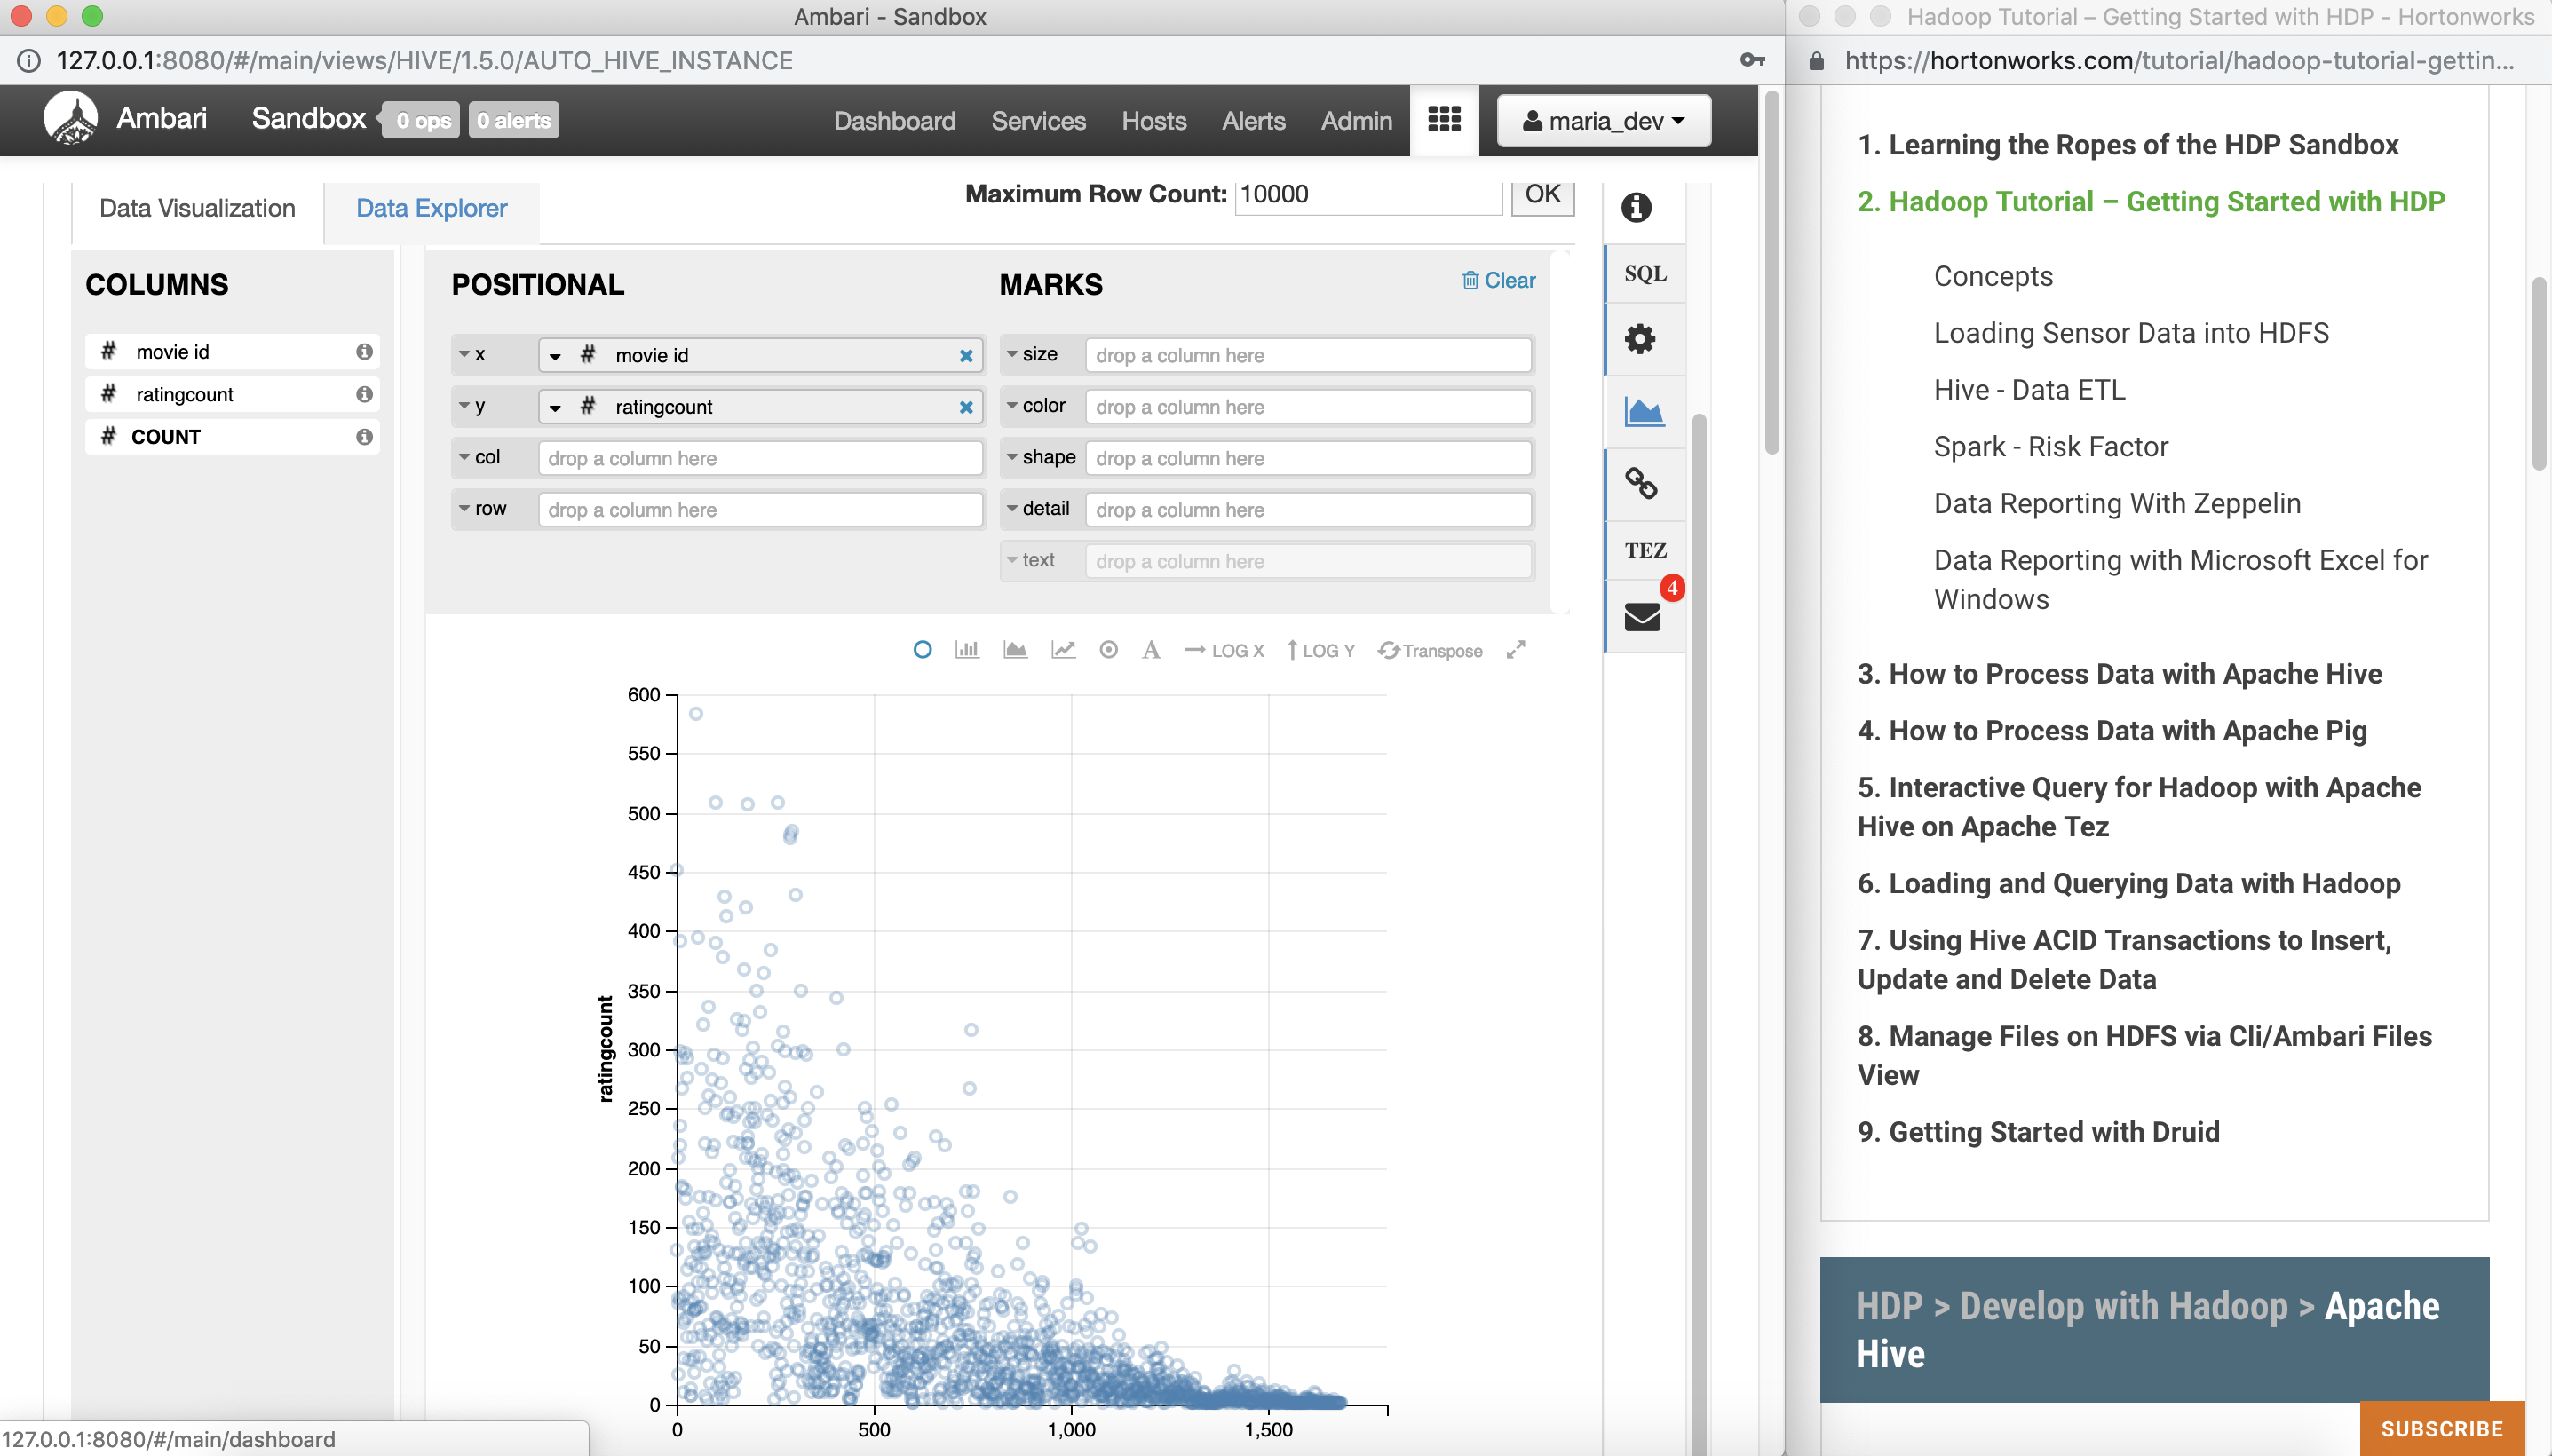 Ambari - Sandbox
127.0.0.1:8080/#/main/views/HIVE/1.5.0/AUTO_HIVE_INSTANCE
Ambari Sandbox 0 ops 0 alerts Dashboard Services Hosts Alerts Admin maria_dev
Data Visualization Data Explorer Maximum Row Count: 10000 OK
COLUMNS
# movie id
# ratingcount
# COUNT
POSITIONAL
x # movie id
y # ratingcount
col drop a column here
row drop a column here
MARKS Clear
size drop a column here
color drop a column here
shape drop a column here
detail drop a column here
text drop a column here
SQL
TEZ
4
A LOG X LOG Y Transpose
600
550
500
450
400
350
300
250
200
150
100
50
0
ratingcount
0 500 1,000 1,500
127.0.0.1:8080/#/main/dashboard
Hadoop Tutorial – Getting Started with HDP - Hortonworks
https://hortonworks.com/tutorial/hadoop-tutorial-gettin...
1. Learning the Ropes of the HDP Sandbox
2. Hadoop Tutorial – Getting Started with HDP
Concepts
Loading Sensor Data into HDFS
Hive - Data ETL
Spark - Risk Factor
Data Reporting With Zeppelin
Data Reporting with Microsoft Excel for
Windows
3. How to Process Data with Apache Hive
4. How to Process Data with Apache Pig
5. Interactive Query for Hadoop with Apache
Hive on Apache Tez
6. Loading and Querying Data with Hadoop
7. Using Hive ACID Transactions to Insert,
Update and Delete Data
8. Manage Files on HDFS via Cli/Ambari Files
View
9. Getting Started with Druid
HDP > Develop with Hadoop > Apache
Hive
SUBSCRIBE